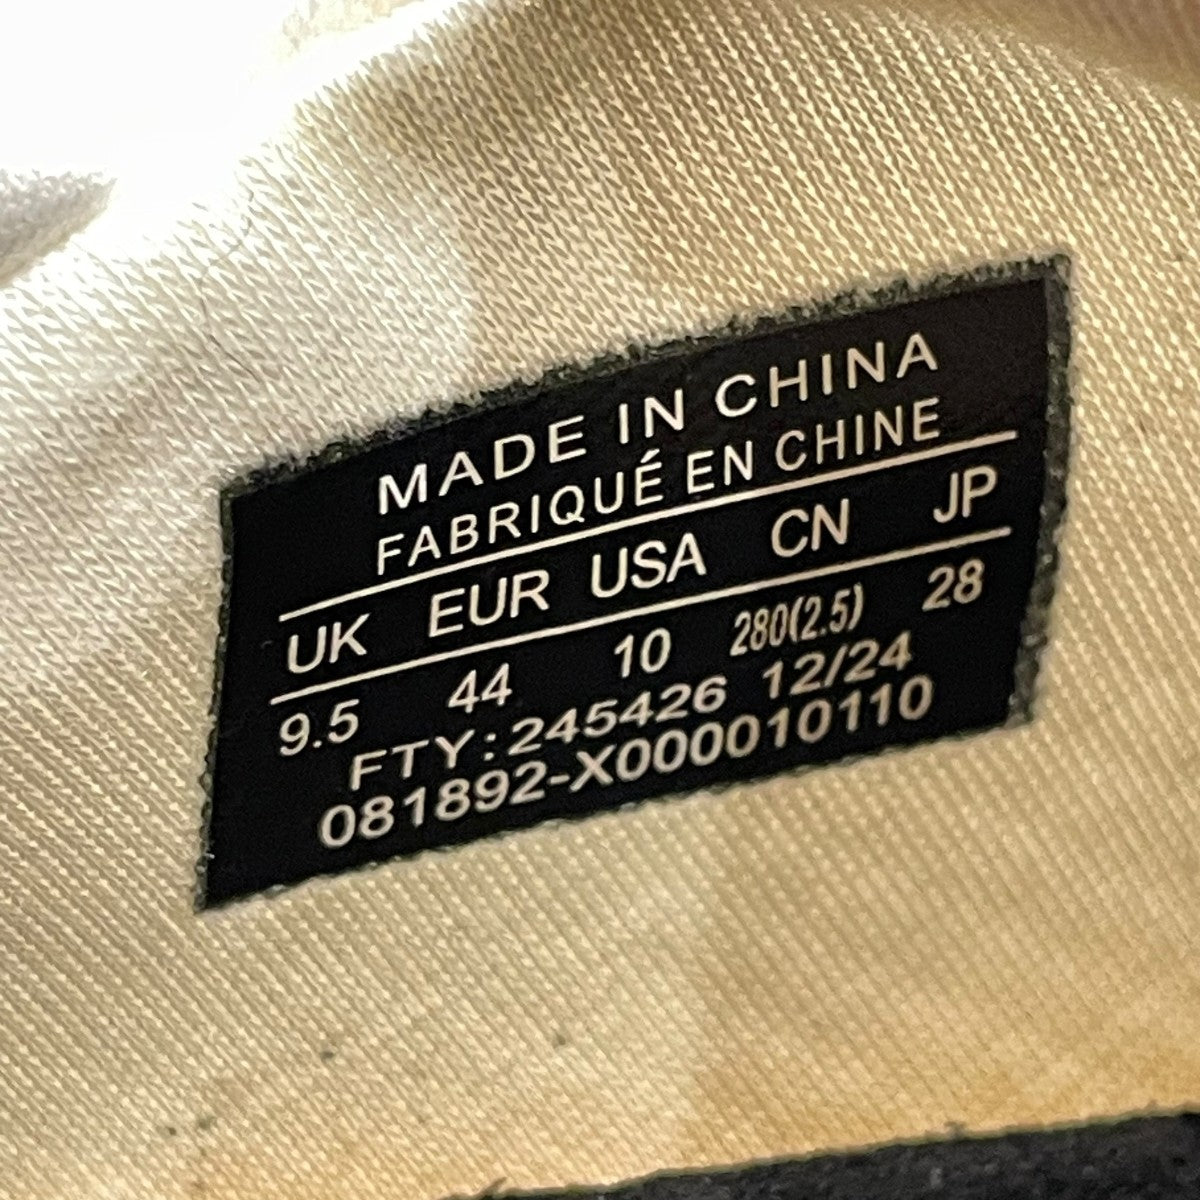 MADE IN CHINA
FABRIQUÉ EN CHINE
UK EUR USA CN JP
9.5 44 10 280(2.5) 28
FTY:245426 12/24
081892-X000010110